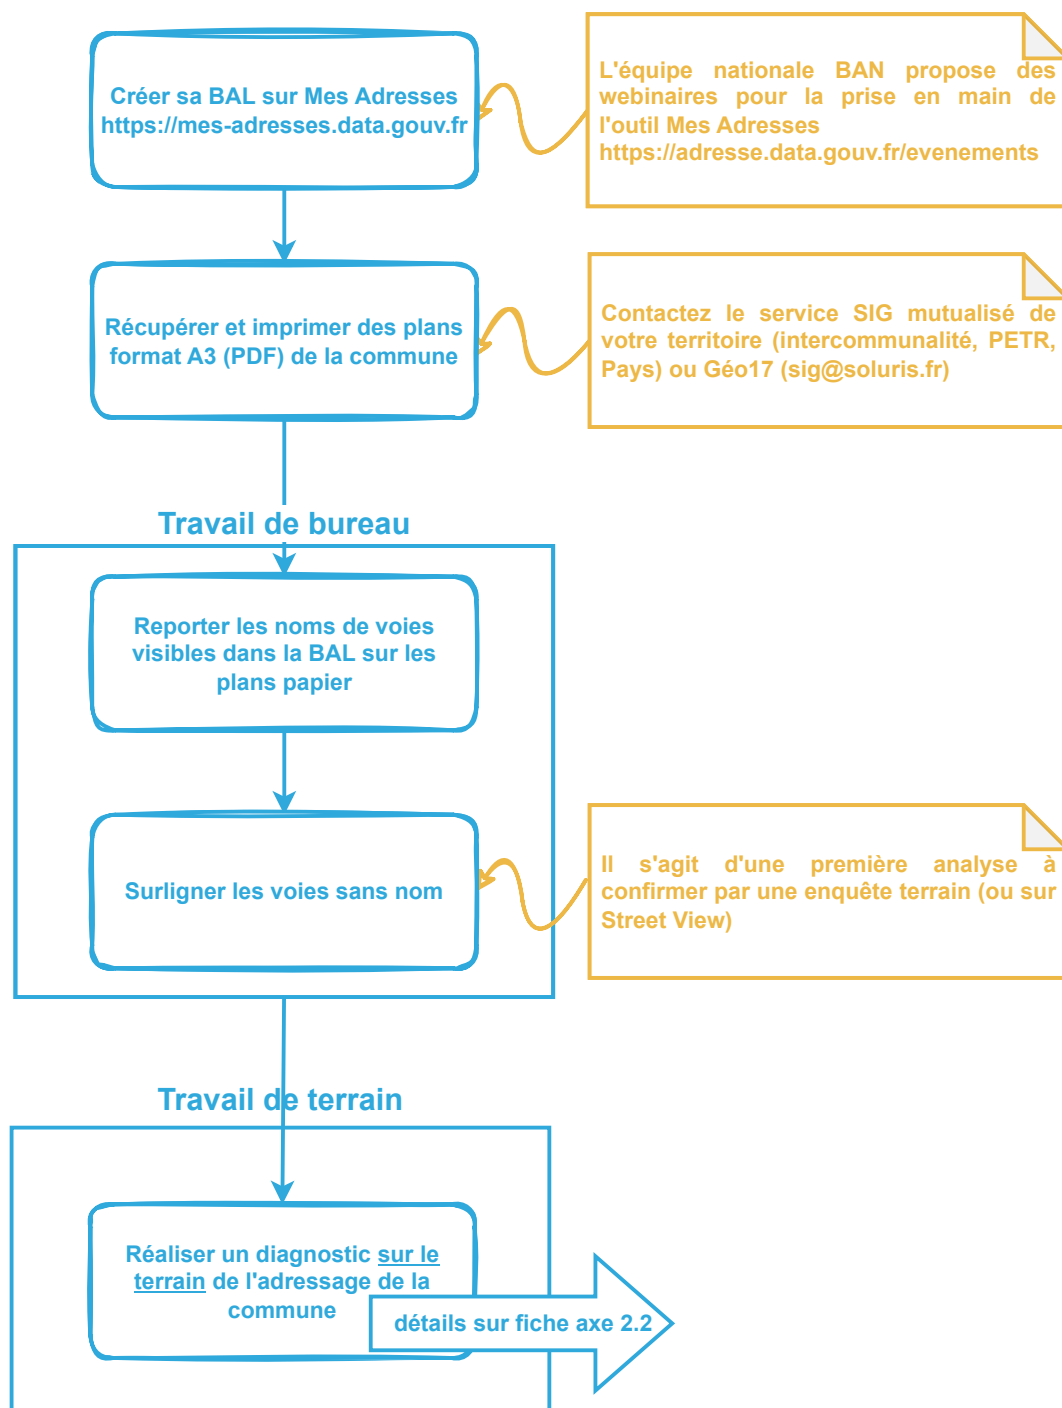 Créer sa BAL sur Mes Adresses
https://mes-adresses.data.gouv.fr
L'équipe nationale BAN propose des
webinaires pour la prise en main de
l'outil Mes Adresses
https://adresse.data.gouv.fr/evenements
Récupérer et imprimer des plans
format A3 (PDF) de la commune
Contactez le service SIG mutualisé de
votre territoire (intercommunalité, PETR,
Pays) ou Géo17 (sig@soluris.fr)
Travail de bureau
Reporter les noms de voies
visibles dans la BAL sur les
plans papier
Surligner les voies sans nom
Il s'agit d'une première analyse à
confirmer par une enquête terrain (ou sur
Street View)
Travail de terrain
Réaliser un diagnostic sur le
terrain de l'adressage de la
commune
détails sur fiche axe 2.2